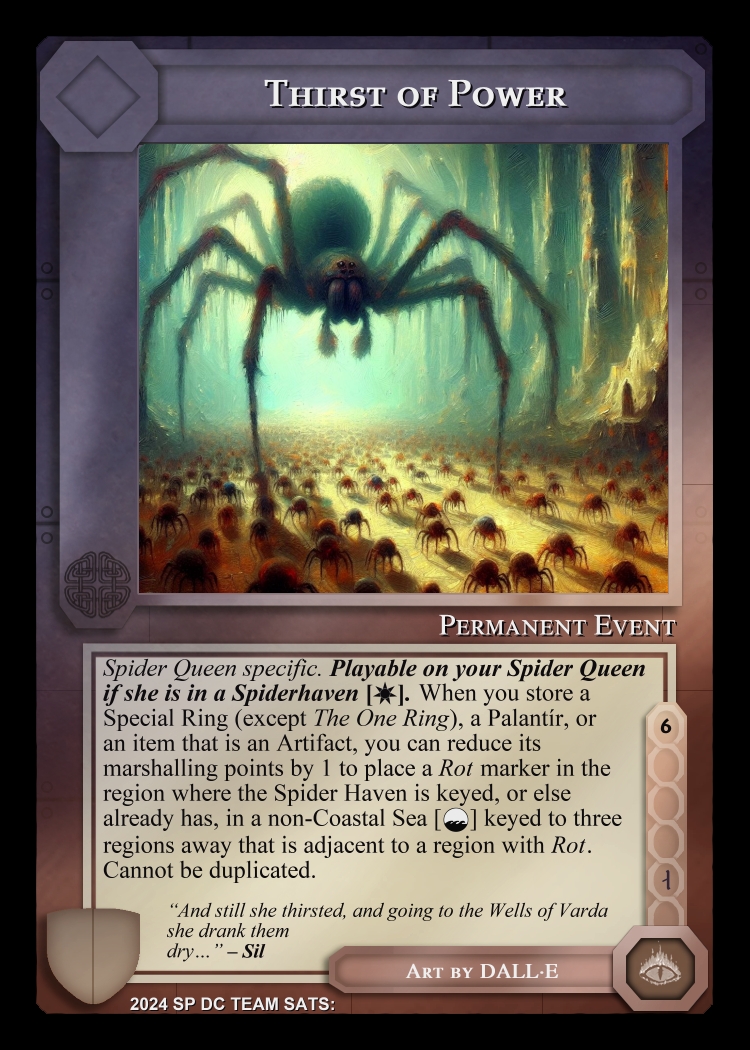 Thirst of Power
Permanent Event
Spider Queen specific. Playable on your Spider Queen
if she is in a Spiderhaven [☀]. When you store a
Special Ring (except The One Ring), a Palantír, or
an item that is an Artifact, you can reduce its
marshalling points by 1 to place a Rot marker in the
region where the Spider Haven is keyed, or else
already has, in a non-Coastal Sea [ ] keyed to three
regions away that is adjacent to a region with Rot.
Cannot be duplicated.
6
“And still she thirsted, and going to the Wells of Varda
she drank them
dry…” – Sil
Art by DALL·E
2024 SP DC TEAM SATS: